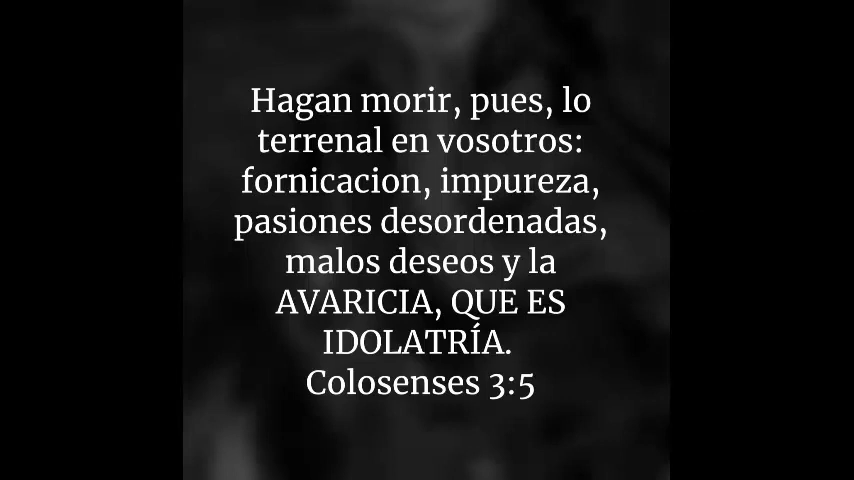 Hagan morir, pues, lo
terrenal en vosotros:
fornicacion, impureza,
pasiones desordenadas,
malos deseos y la
AVARICIA, QUE ES
IDOLATRÍA.
Colosenses 3:5